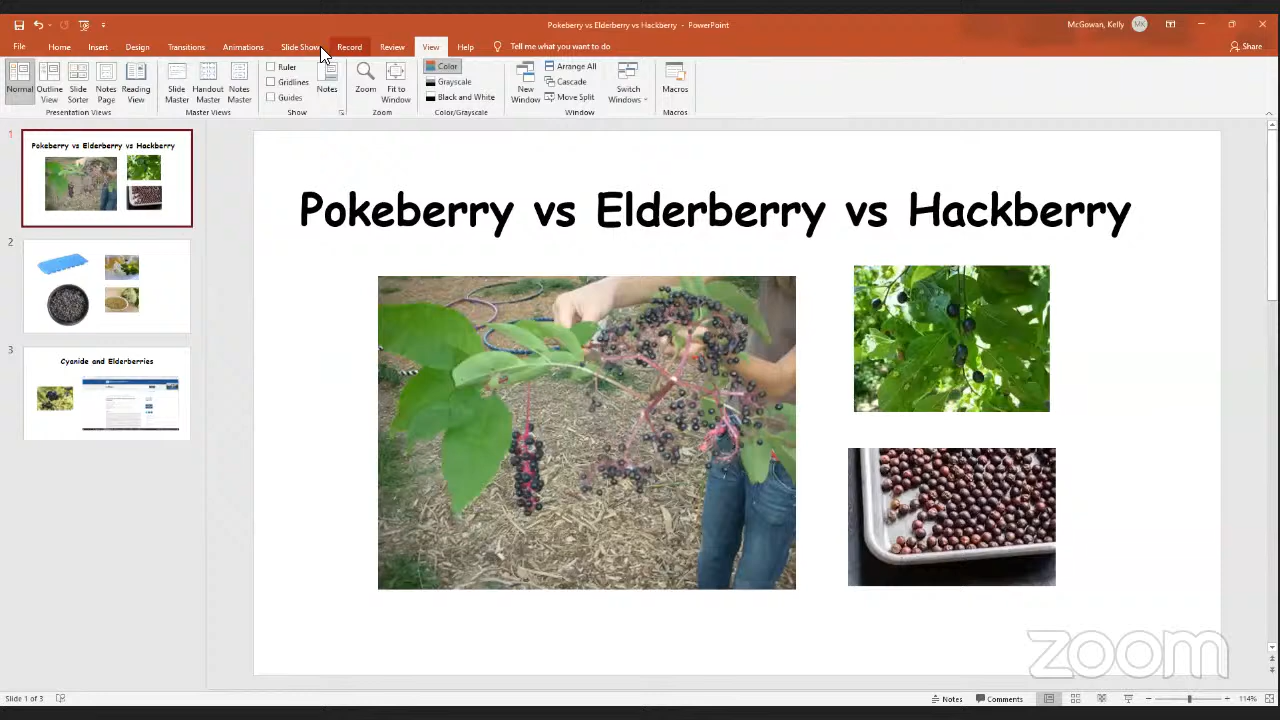 Pokeberry vs Elderberry vs Hackberry - PowerPoint
McGowan, Kelly
MK
File Home Insert Design Transitions Animations Slide Show Record Review View Help Tell me what you want to do
Share
Normal
Outline View
Slide Sorter
Notes Page
Reading View
Presentation Views
Slide Master
Handout Master
Notes Master
Master Views
Ruler
Gridlines
Guides
Notes
Show
Zoom
Fit to Window
Zoom
Color
Grayscale
Black and White
Color/Grayscale
New Window
Arrange All
Cascade
Move Split
Switch Windows
Window
Macros
Macros
1
Pokeberry vs Elderberry vs Hackberry
2
3
Cyanide and Elderberries
Pokeberry vs Elderberry vs Hackberry
zoom
Slide 1 of 3
Notes
Comments
114%